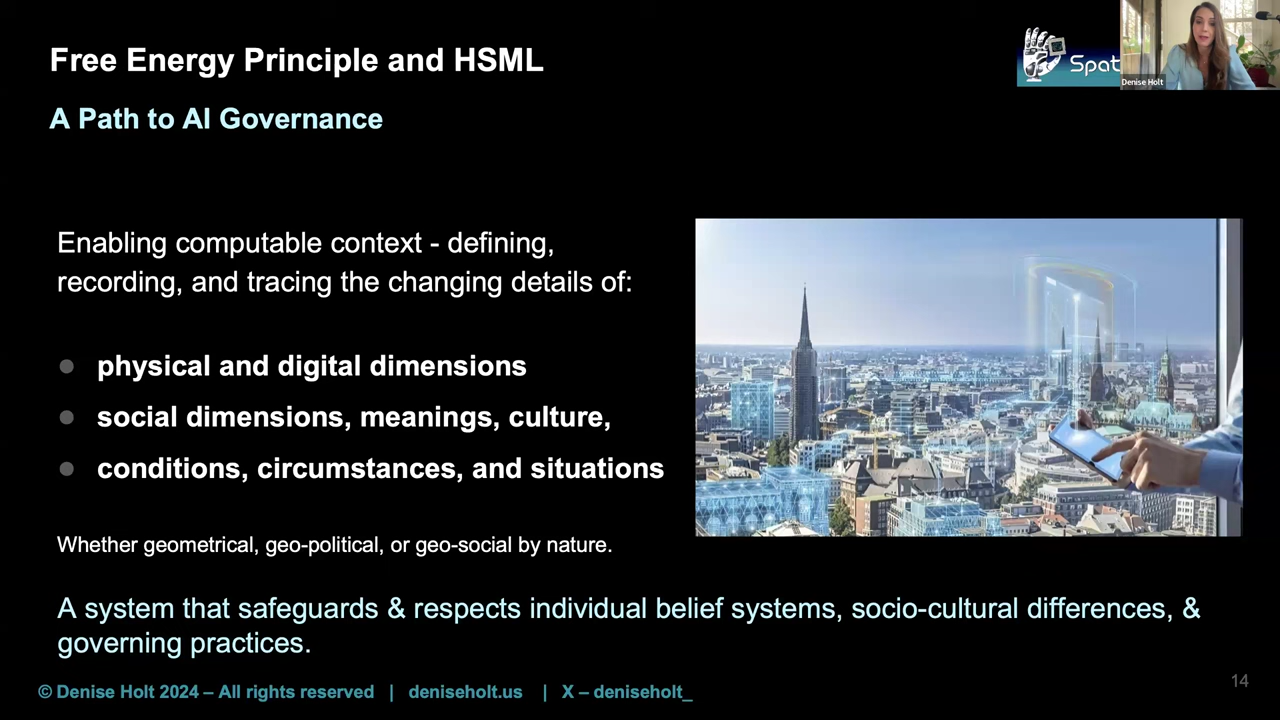 Free Energy Principle and HSML
Spat
Denise Holt
A Path to AI Governance
Enabling computable context - defining,
recording, and tracing the changing details of:
● physical and digital dimensions
● social dimensions, meanings, culture,
● conditions, circumstances, and situations
Whether geometrical, geo-political, or geo-social by nature.
A system that safeguards & respects individual belief systems, socio-cultural differences, &
governing practices.
© Denise Holt 2024 – All rights reserved | deniseholt.us | X – deniseholt_
14